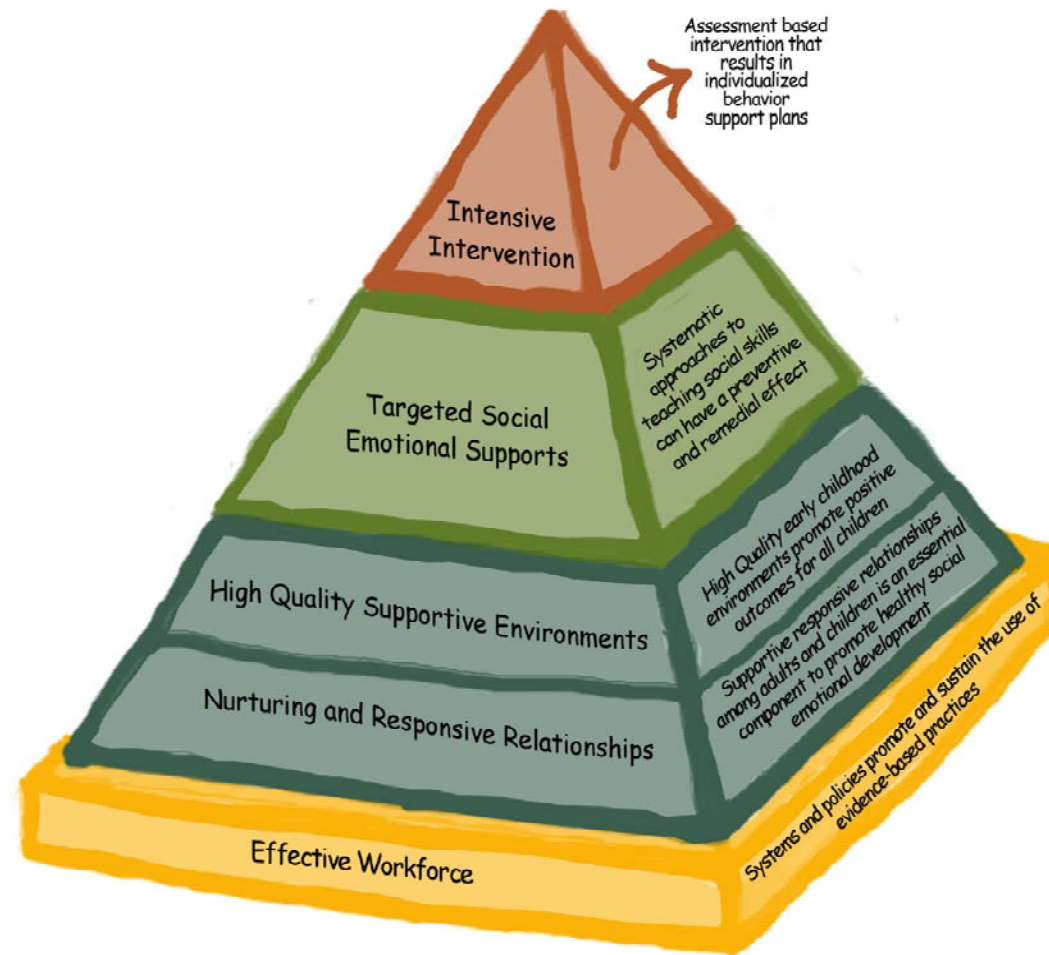 Assessment based
intervention that
results in
individualized
behavior
support plans
Intensive
Intervention
Systematic
approaches to
teaching social skills
can have a preventive
and remedial effect
Targeted Social
Emotional Supports
High Quality early childhood
environments promote positive
outcomes for all children
High Quality Supportive Environments
Supportive responsive relationships
among adults and children is an essential
component to promote healthy social
emotional development
Nurturing and Responsive Relationships
Systems and policies promote and sustain the use of
evidence-based practices
Effective Workforce